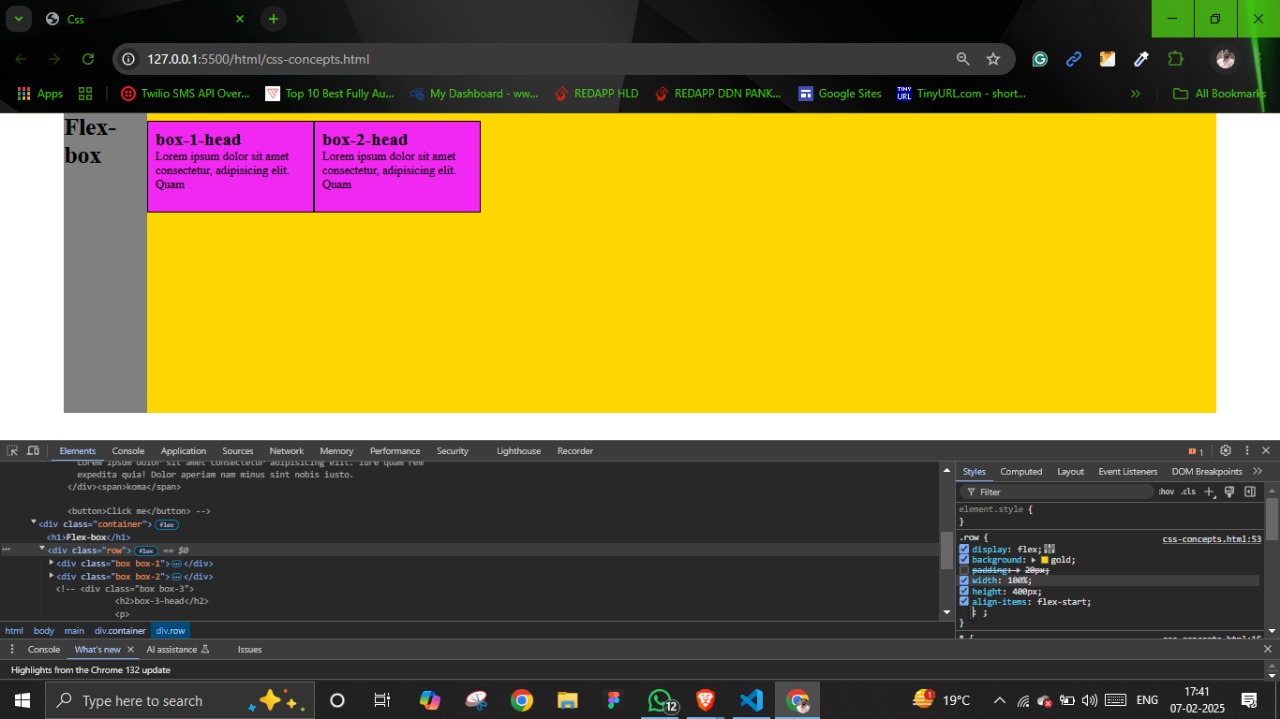 Css
127.0.0.1:5500/html/css-concepts.html
Apps
Twilio SMS API Over...
Top 10 Best Fully Au...
My Dashboard - ww...
REDAPP HLD
REDAPP DDN PANK...
Google Sites
TinyURL.com - short...
»
All Bookmarks
Flex-
box
box-1-head
Lorem ipsum dolor sit amet
consectetur, adipisicing elit.
Quam
box-2-head
Lorem ipsum dolor sit amet
consectetur, adipisicing elit.
Quam
Elements Console Application Sources Network Memory Performance Security Lighthouse Recorder
1
Lorem ipsum dolor sit amet consectetur adipisicing elit. Iure quam rem
expedita quia! Dolor aperiam nam minus sint nobis iusto.
</div><span>koma</span>
<button>Click me</button> -->
<div class="container"> flex
<h1>Flex-box</h1>
<div class="row"> flex == $0
<div class="box box-1"> </div>
<div class="box box-2"> </div>
<!-- <div class="box box-3">
<h2>box-3-head</h2>
<p>
html body main div.container div.row
Styles Computed Layout Event Listeners DOM Breakpoints »
Filter :hov .cls
element.style {
}
.row { css-concepts.html:53
display: flex;
background: gold;
padding: 20px;
width: 100%;
height: 400px;
align-items: flex-start;
: ;
}
* { css-concepts.html:15
Console What's new AI assistance Issues
Highlights from the Chrome 132 update
Type here to search
12
1
19°C
ENG
17:41
07-02-2025